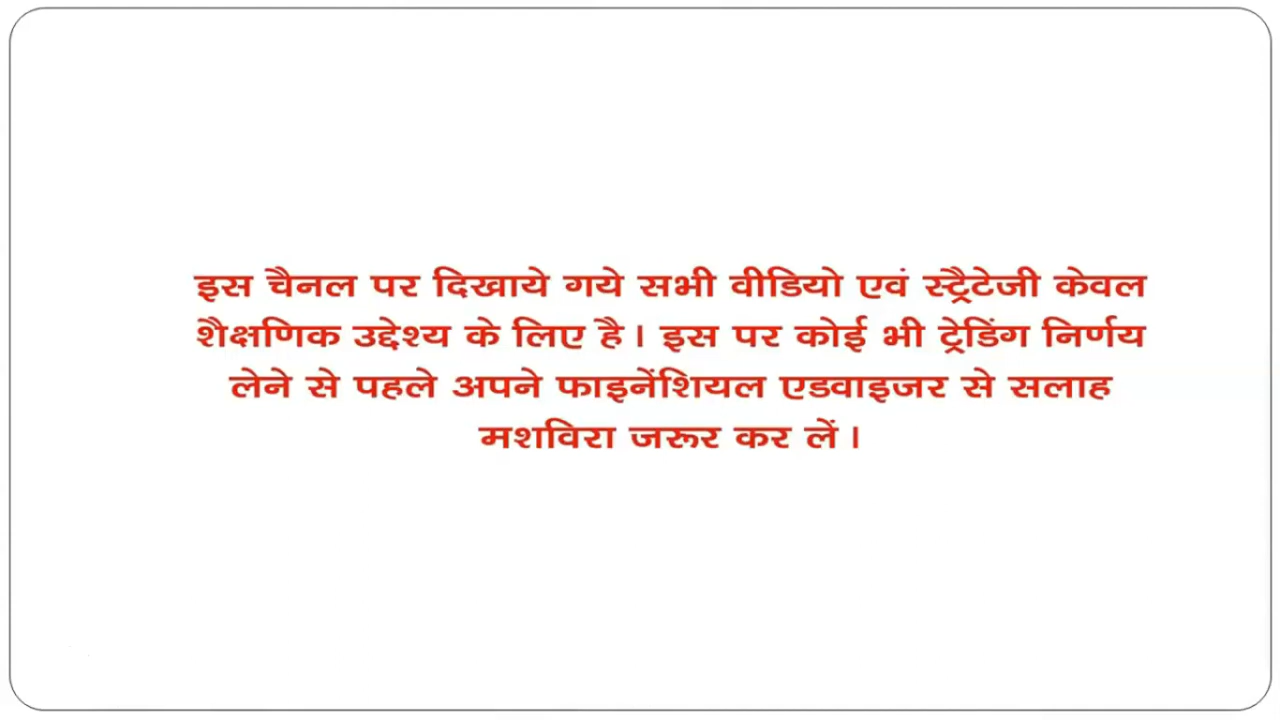 इस चैनल पर दिखाये गये सभी वीडियो एवं स्ट्रैटेजी केवल
शैक्षणिक उद्देश्य के लिए है। इस पर कोई भी ट्रेडिंग निर्णय
लेने से पहले अपने फाइनेंशियल एडवाइजर से सलाह
मशविरा जरूर कर लें।